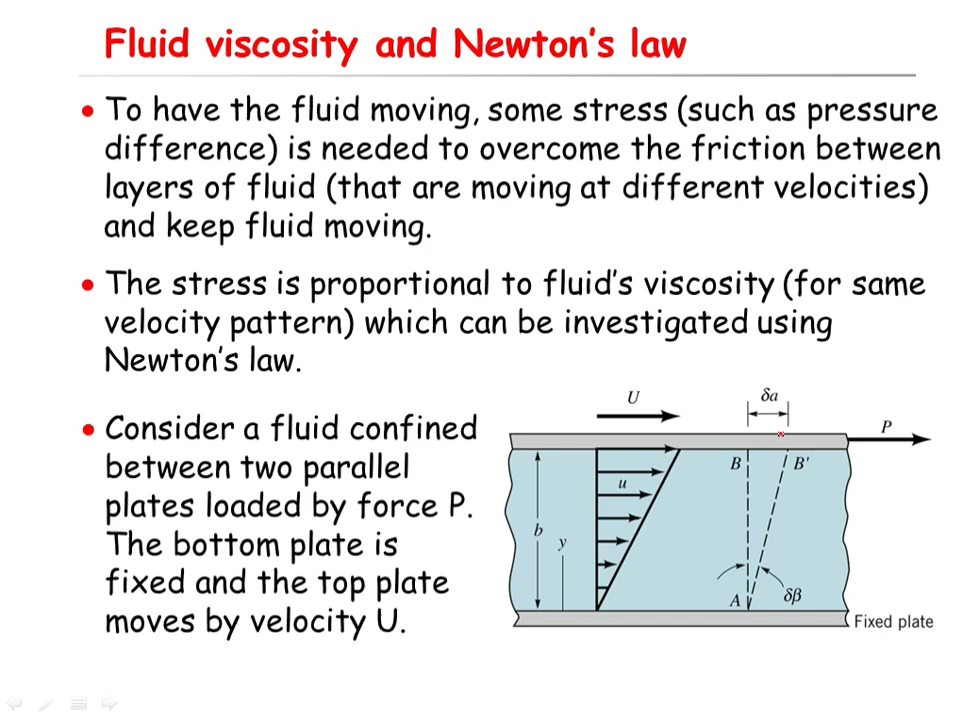 Fluid viscosity and Newton's law
• To have the fluid moving, some stress (such as pressure
difference) is needed to overcome the friction between
layers of fluid (that are moving at different velocities)
and keep fluid moving.
• The stress is proportional to fluid's viscosity (for same
velocity pattern) which can be investigated using
Newton's law.
• Consider a fluid confined
between two parallel
plates loaded by force P.
The bottom plate is
fixed and the top plate
moves by velocity U.
U
δa
P
B
B'
u
b
y
A
δβ
Fixed plate